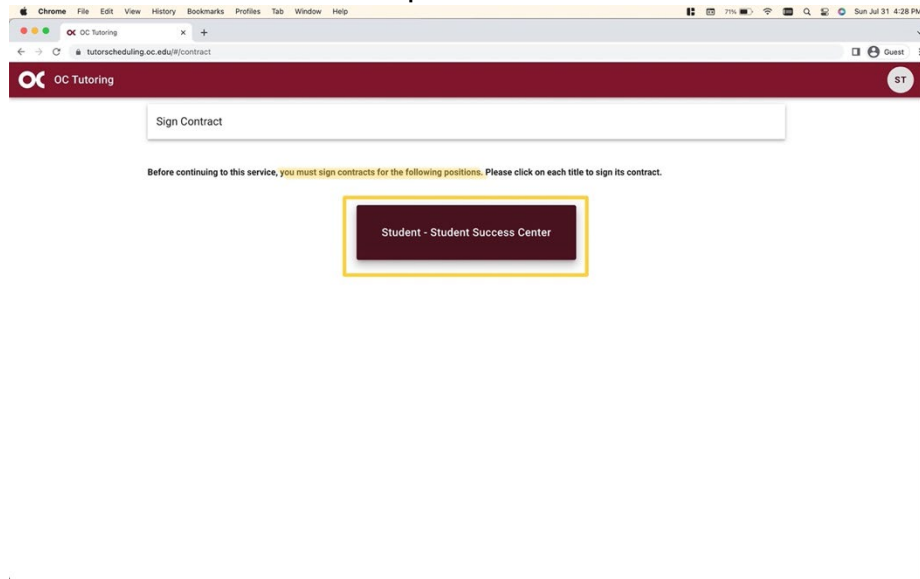 Chrome File Edit View History Bookmarks Profiles Tab Window Help 71% Sun Jul 31 4:28 PM
OC OC Tutoring
tutorscheduling.oc.edu/#/contract Guest
OC OC Tutoring ST
Sign Contract
Before continuing to this service, you must sign contracts for the following positions. Please click on each title to sign its contract.
Student - Student Success Center